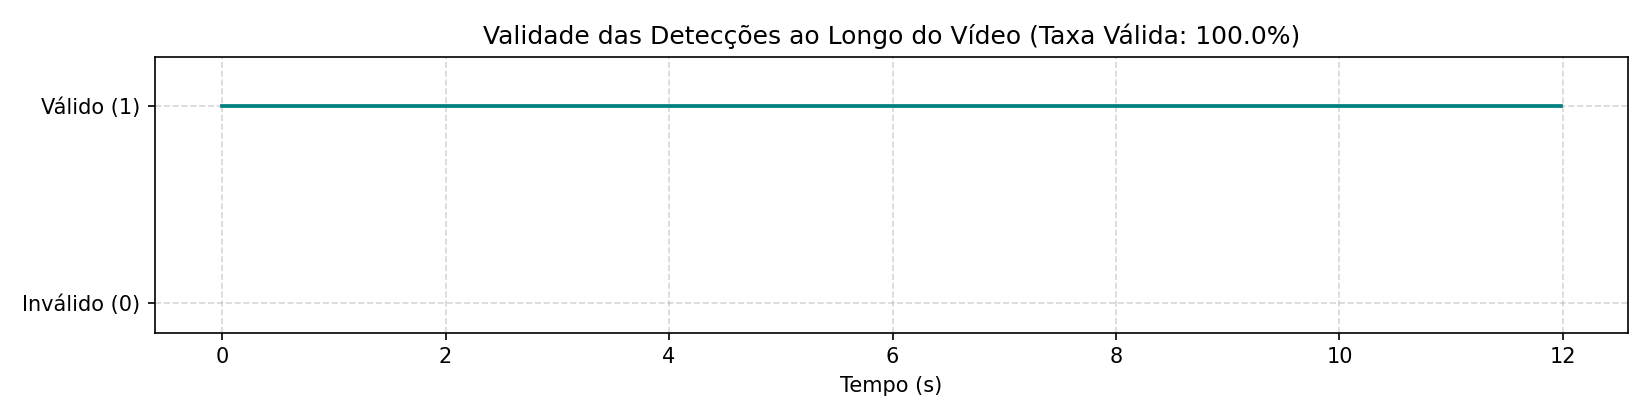 Validade das Detecções ao Longo do Vídeo (Taxa Válida: 100.0%)
Válido (1)
Inválido (0)
0 2 4 6 8 10 12
Tempo (s)